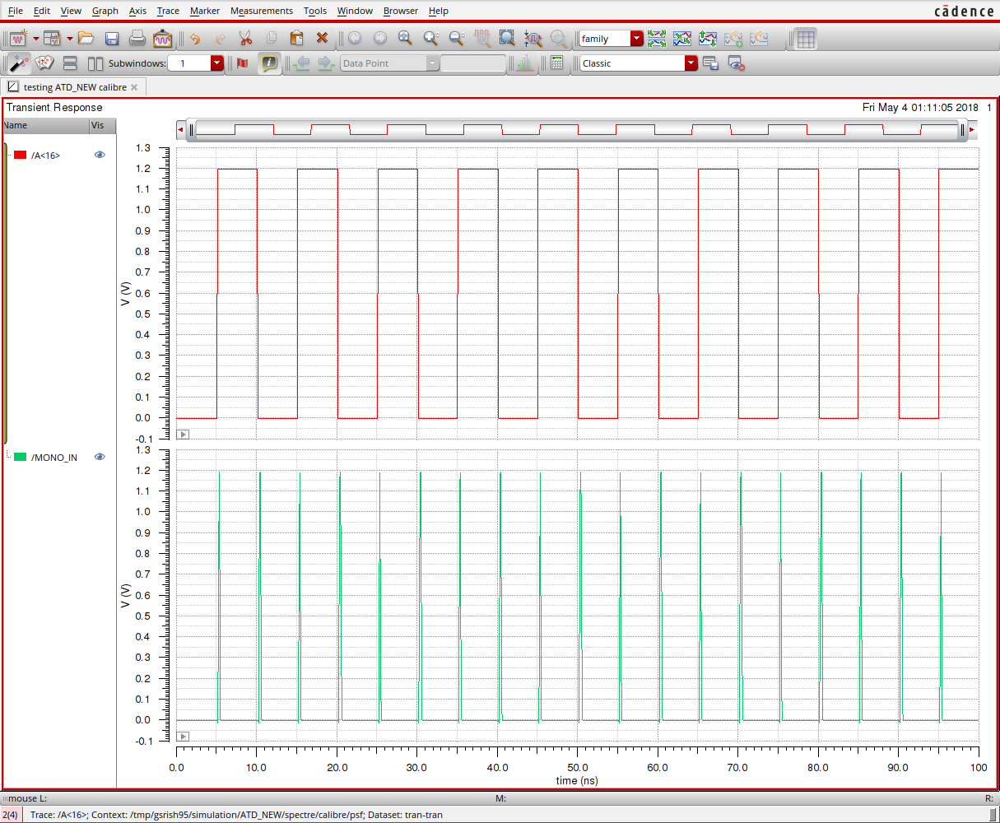 File Edit View Graph Axis Trace Marker Measurements Tools Window Browser Help
cādence
family
Subwindows: 1
Data Point
Classic
testing ATD_NEW calibre
Transient Response
Fri May 4 01:11:05 2018 1
Name Vis
/A<16>
1.3
1.2
1.1
1.0
0.9
0.8
0.7
0.6
0.5
0.4
0.3
0.2
0.1
0.0
-0.1
V (V)
/MONO_IN
1.3
1.2
1.1
1.0
0.9
0.8
0.7
0.6
0.5
0.4
0.3
0.2
0.1
0.0
-0.1
V (V)
0.0 10.0 20.0 30.0 40.0 50.0 60.0 70.0 80.0 90.0 100
time (ns)
mouse L: M: R:
2(4) Trace: /A<16>; Context: /tmp/gsrish95/simulation/ATD_NEW/spectre/calibre/psf; Dataset: tran-tran